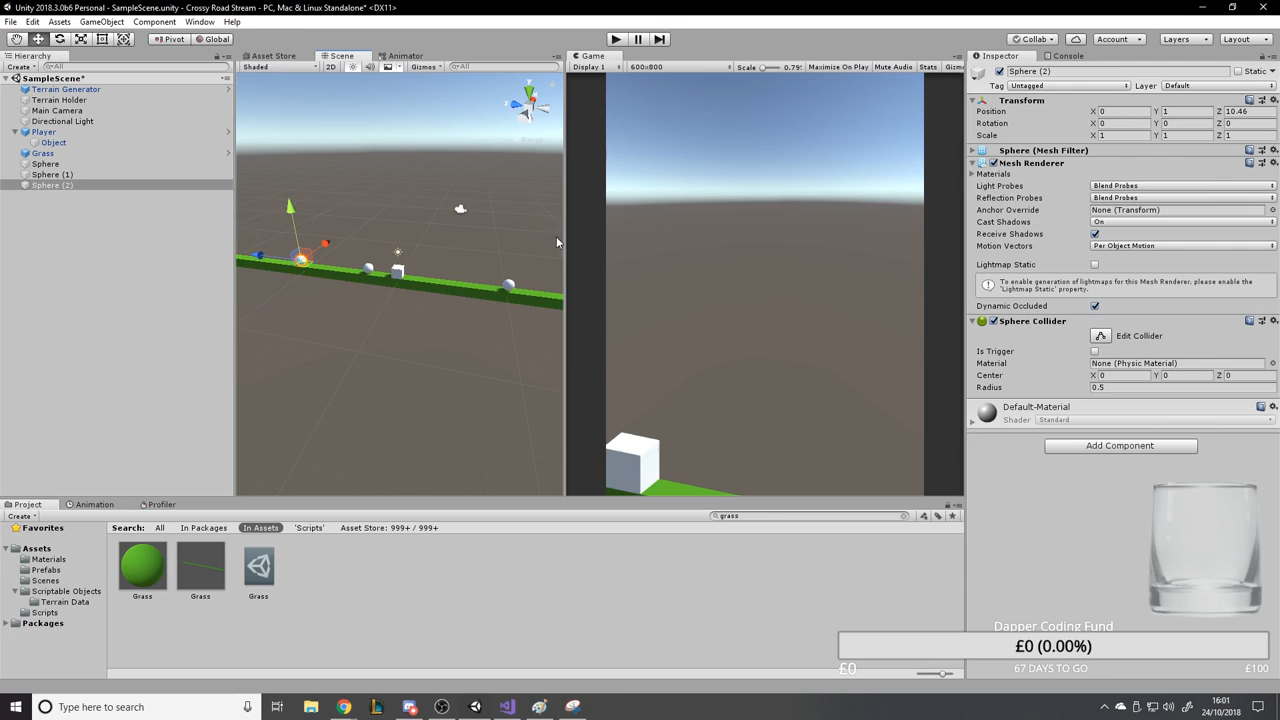 Unity 2018.3.0b6 Personal - SampleScene.unity - Crossy Road Stream - PC, Mac & Linux Standalone* <DX11>
File Edit Assets GameObject Component Window Help
Pivot Global Collab Account Layers Layout
Hierarchy
Create All
SampleScene*
Terrain Generator
Terrain Holder
Main Camera
Directional Light
Player
Object
Grass
Sphere
Sphere (1)
Sphere (2)
Asset Store Scene Animator
Shaded 2D Gizmos All
y
z
Game
Display 1 600x800 Scale 0.79 Maximize On Play Mute Audio Stats Gizm
Inspector Console
Sphere (2) Static
Tag Untagged Layer Default
Transform
Position X 0 Y 1 Z 10.46
Rotation X 0 Y 0 Z 0
Scale X 1 Y 1 Z 1
Sphere (Mesh Filter)
Mesh Renderer
Materials
Light Probes Blend Probes
Reflection Probes Blend Probes
Anchor Override None (Transform)
Cast Shadows On
Receive Shadows
Motion Vectors Per Object Motion
Lightmap Static
To enable generation of lightmaps for this Mesh Renderer, please enable the 'Lightmap Static' property.
Dynamic Occluded
Sphere Collider
Edit Collider
Is Trigger
Material None (Physic Material)
Center X 0 Y 0 Z 0
Radius 0.5
Default-Material
Shader Standard
Add Component
Project Animation Profiler
Create grass
Favorites
Assets
Materials
Prefabs
Scenes
Scriptable Objects
Terrain Data
Scripts
Packages
Search: All In Packages In Assets 'Scripts' Asset Store: 999+ / 999+
Grass Grass Grass
Dapper Coding Fund
£0 (0.00%)
£0 67 DAYS TO GO £100
Type here to search
16:01
24/10/2018